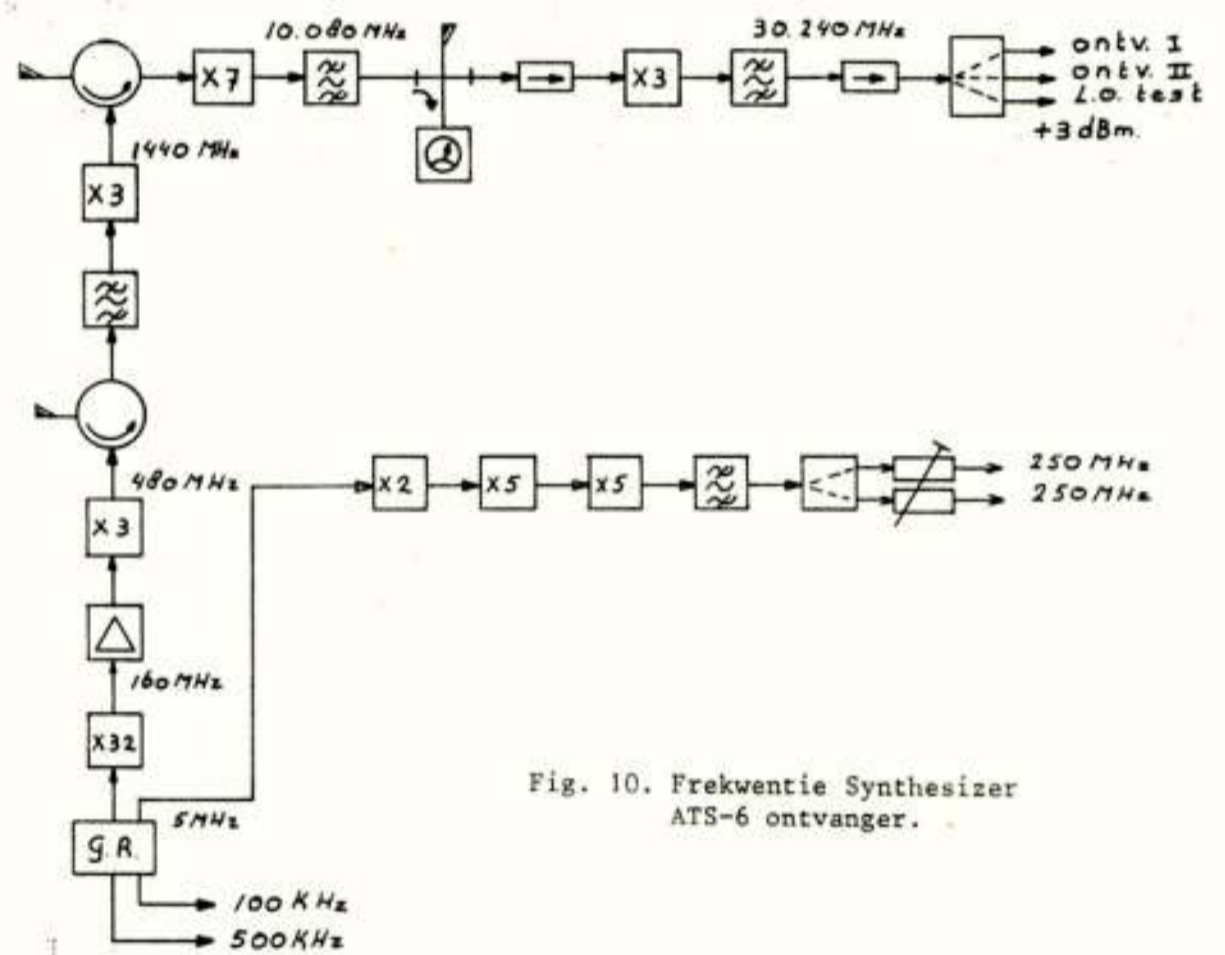 10.080 MHz
30.240 MHz
X7
X3
ontv. I
ontv. II
L.O. test
+3 dBm.
1440 MHz
X3
480 MHz
X3
X2
X5
X5
250 MHz
250 MHz
160 MHz
X32
5 MHz
G.R.
100 KHz
500 KHz
Fig. 10. Frekwentie Synthesizer
ATS-6 ontvanger.